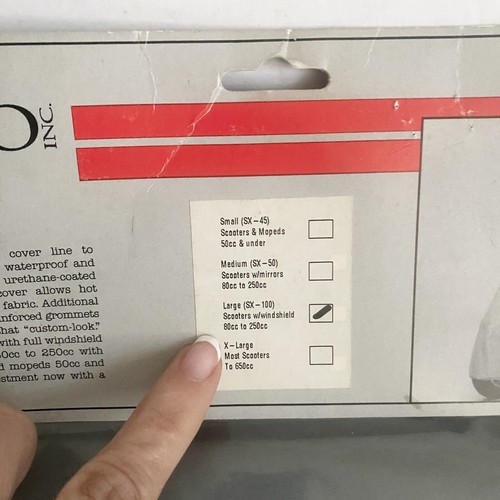 INC.
Small (SX-45)
Scooters & Mopeds
50cc & under
Medium (SX-50)
Scooters w/mirrors
80cc to 250cc
Large (SX-100)
Scooters w/windshield
80cc to 250cc
X-Large
Most Scooters
To 650cc
cover line to
waterproof and
urethane-coated
cover allows hot
fabric. Additional
nforced grommets
hat "custom-look."
with full windshield
0cc to 250cc with
d mopeds 50cc and
stment now with a